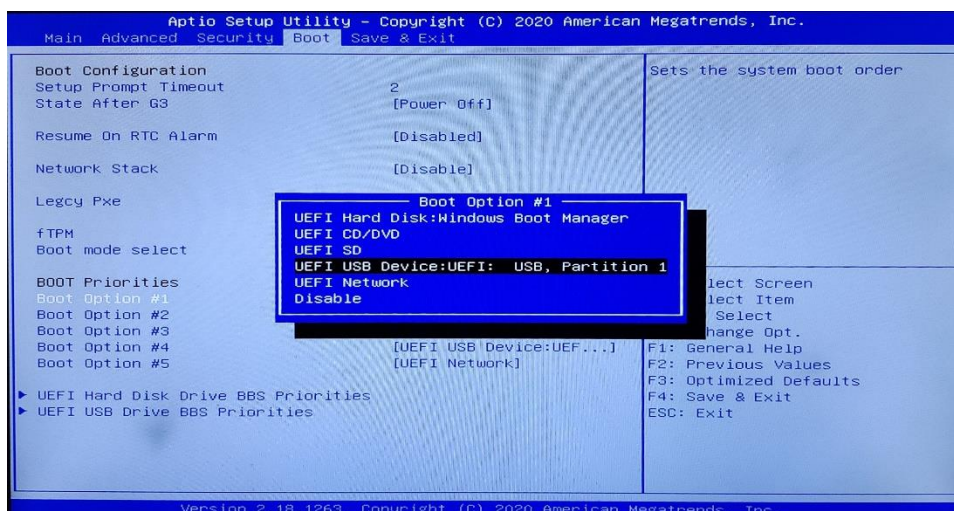 Aptio Setup Utility – Copyright (C) 2020 American Megatrends, Inc.
Main Advanced Security Boot Save & Exit
Boot Configuration
Setup Prompt Timeout 2
State After G3 [Power Off]
Resume On RTC Alarm [Disabled]
Network Stack [Disable]
Legcy Pxe
fTPM
Boot mode select
BOOT Priorities
Boot Option #1
Boot Option #2
Boot Option #3
Boot Option #4 [UEFI USB Device:UEF...]
Boot Option #5 [UEFI Network]
UEFI Hard Disk Drive BBS Priorities
UEFI USB Drive BBS Priorities
Boot Option #1
UEFI Hard Disk:Windows Boot Manager
UEFI CD/DVD
UEFI SD
UEFI USB Device:UEFI: USB, Partition 1
UEFI Network
Disable
Sets the system boot order
lect Screen
lect Item
Select
hange Opt.
F1: General Help
F2: Previous Values
F3: Optimized Defaults
F4: Save & Exit
ESC: Exit
Version 2.18.1263. Copyright (C) 2020 American Megatrends, Inc.